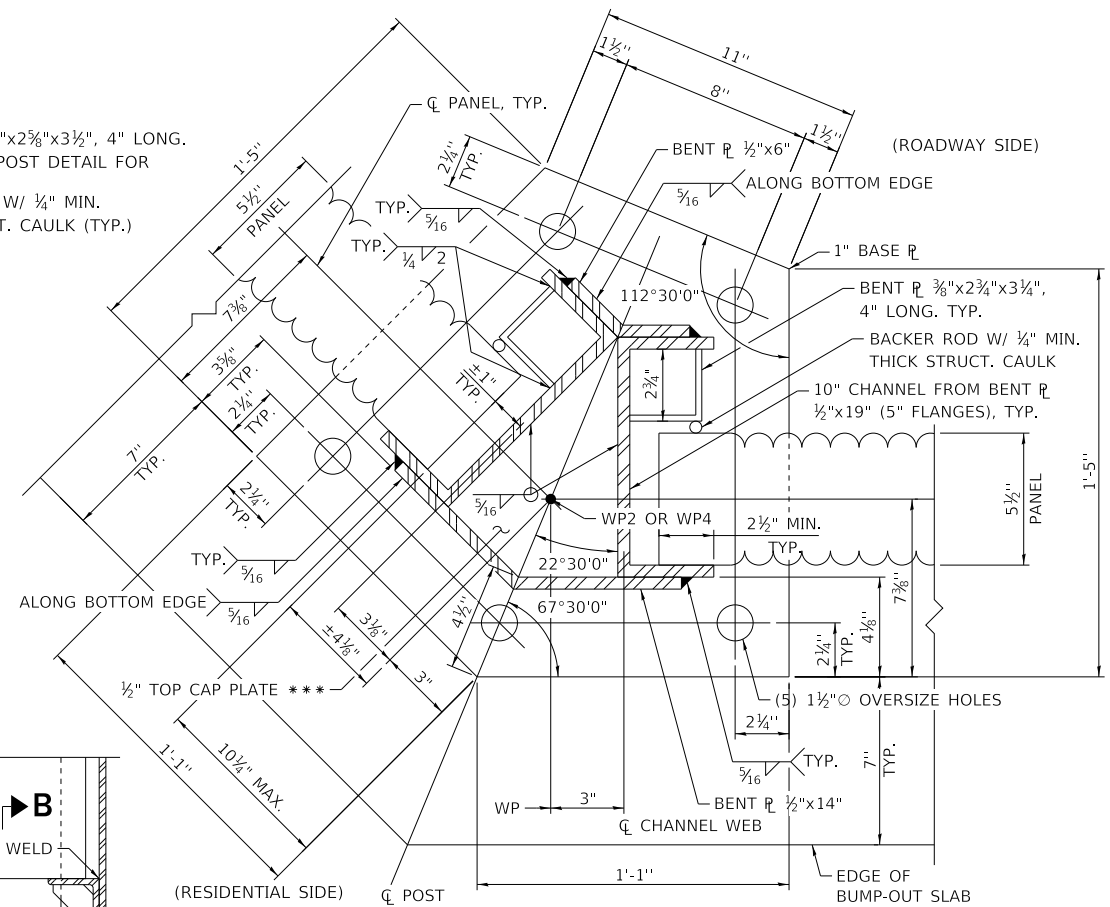 "x2⅝"x3½", 4" LONG.
POST DETAIL FOR
W/ ¼" MIN.
T. CAULK (TYP.)
1'-5"
5½"
PANEL
7⅜"
3⅝"
TYP.
2¼"
TYP.
7"
TYP.
2¼"
TYP.
℄ PANEL, TYP.
2¼"
TYP.
TYP.
5/16
TYP.
¼ 2
±1"
TYP.
11"
1½"
8"
1½"
(ROADWAY SIDE)
BENT ℙ ½"x6"
5/16
ALONG BOTTOM EDGE
1" BASE ℙ
112°30'0"
BENT ℙ ⅜"x2¾"x3¼",
4" LONG. TYP.
BACKER ROD W/ ¼" MIN.
THICK STRUCT. CAULK
10" CHANNEL FROM BENT ℙ
½"x19" (5" FLANGES), TYP.
2¾"
5/16
WP2 OR WP4
2½" MIN.
TYP.
5½"
PANEL
1'-5"
7⅜"
22°30'0"
67°30'0"
4½"
4⅛"
2¼"
TYP.
TYP.
5/16
ALONG BOTTOM EDGE
5/16
±4⅛"
3⅛"
3"
½" TOP CAP PLATE ***
(5) 1½"∅ OVERSIZE HOLES
2¼"
7"
TYP.
5/16
TYP.
BENT ℙ ½"x14"
WP
3"
℄ CHANNEL WEB
1'-1"
10¼" MAX.
B
WELD
1'-1"
EDGE OF
BUMP-OUT SLAB
(RESIDENTIAL SIDE)
℄ POST